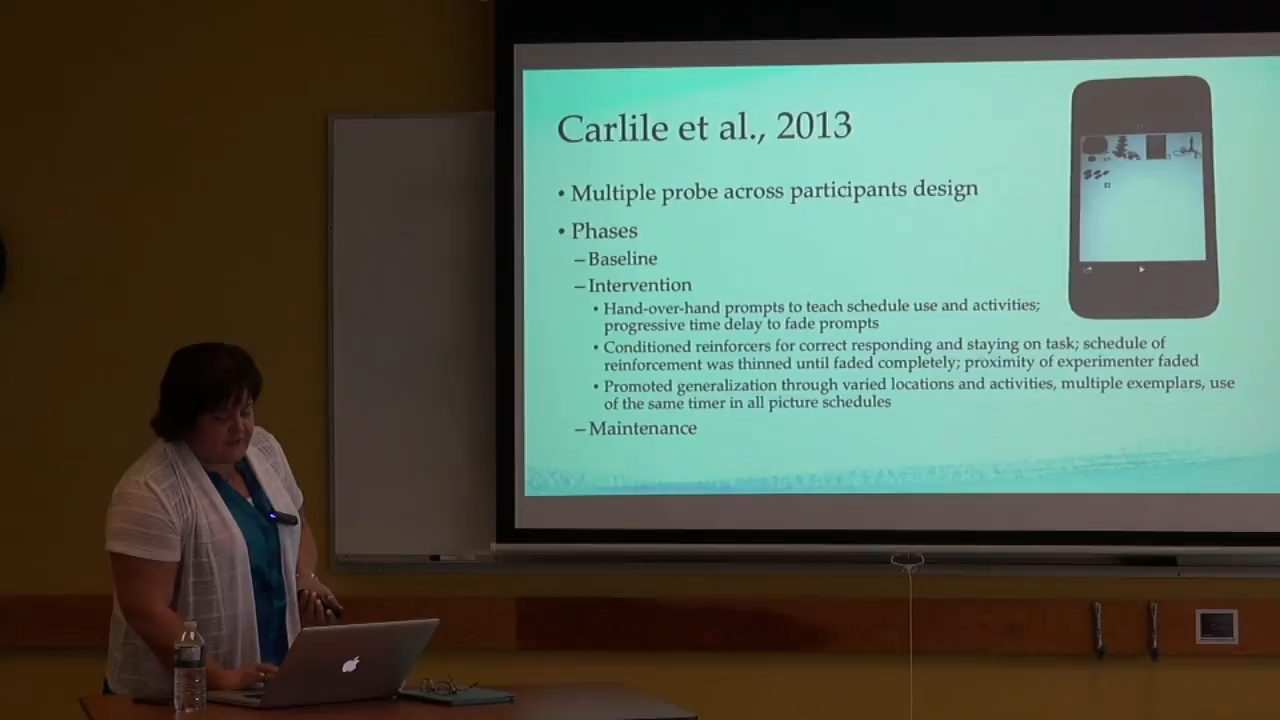 Carlile et al., 2013
• Multiple probe across participants design
• Phases
– Baseline
– Intervention
• Hand-over-hand prompts to teach schedule use and activities;
progressive time delay to fade prompts
• Conditioned reinforcers for correct responding and staying on task; schedule of
reinforcement was thinned until faded completely; proximity of experimenter faded
• Promoted generalization through varied locations and activities, multiple exemplars, use
of the same timer in all picture schedules
– Maintenance